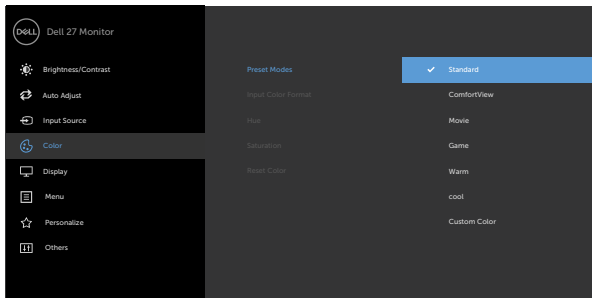 DELL Dell 27 Monitor
Brightness/Contrast
Auto Adjust
Input Source
Color
Display
Menu
Personalize
Others
Preset Modes
Input Color Format
Hue
Saturation
Reset Color
Standard
ComfortView
Movie
Game
Warm
cool
Custom Color